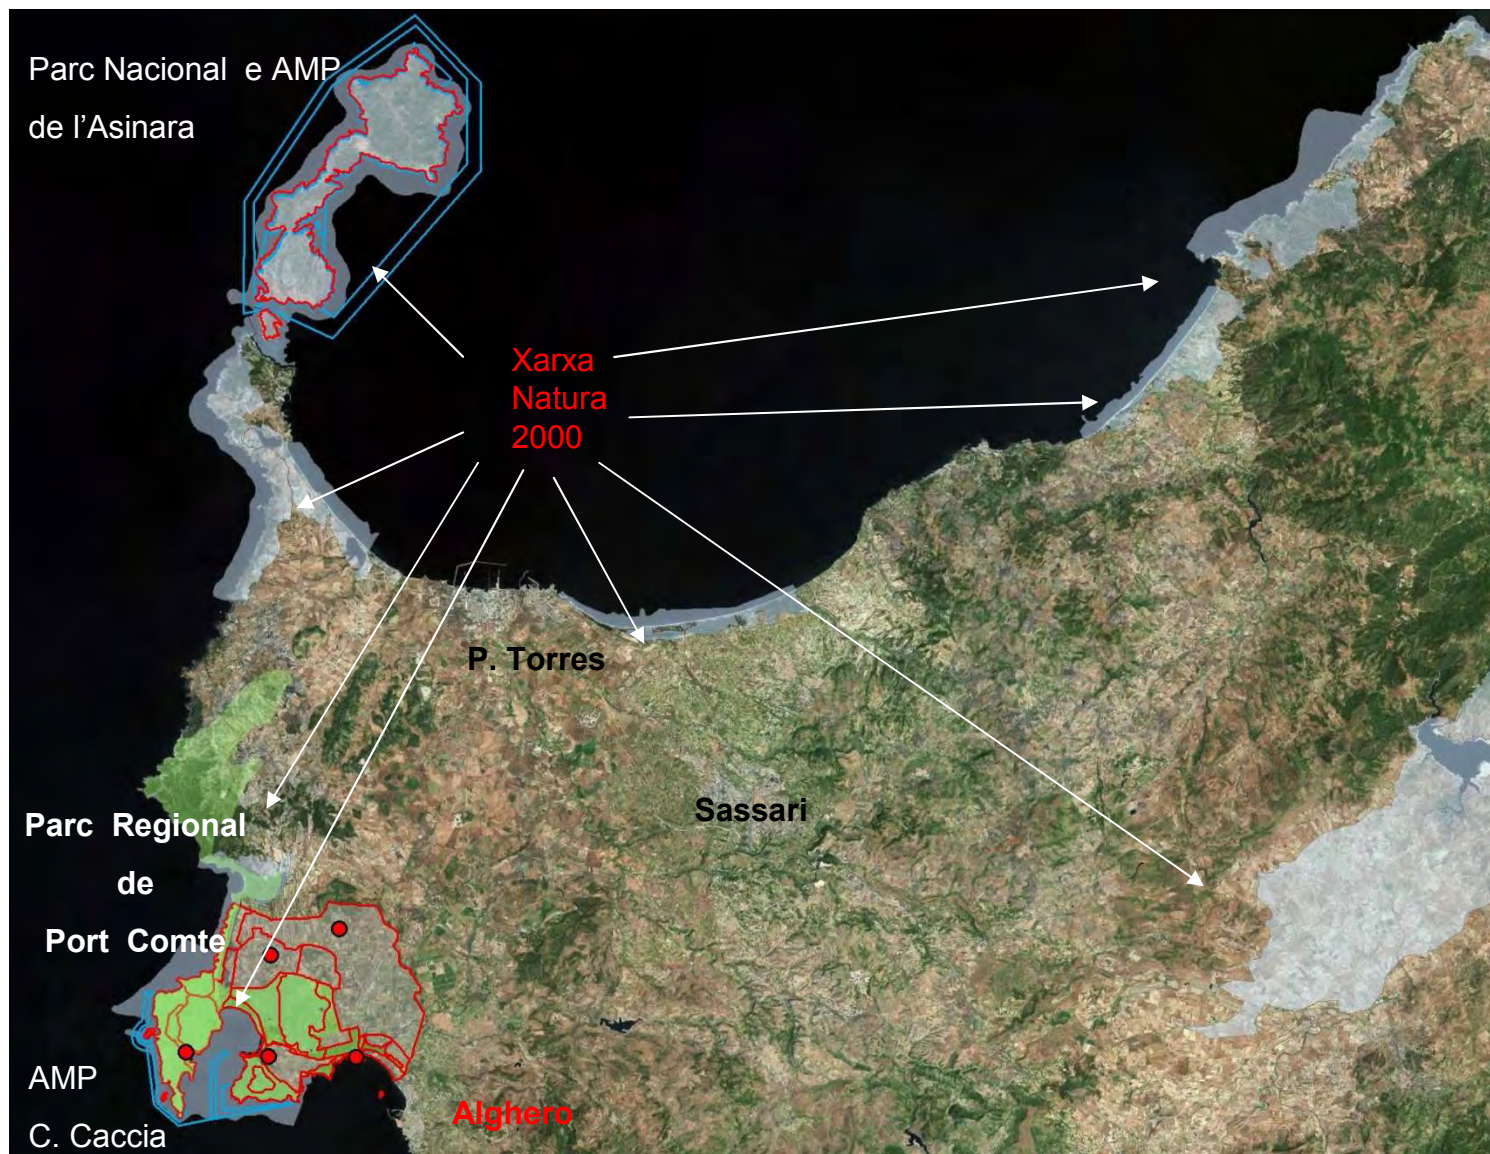 Parc Nacional e AMP
de l'Asinara
Xarxa
Natura
2000
P. Torres
Sassari
Parc Regional
de
Port Comte
AMP
C. Caccia
Alghero